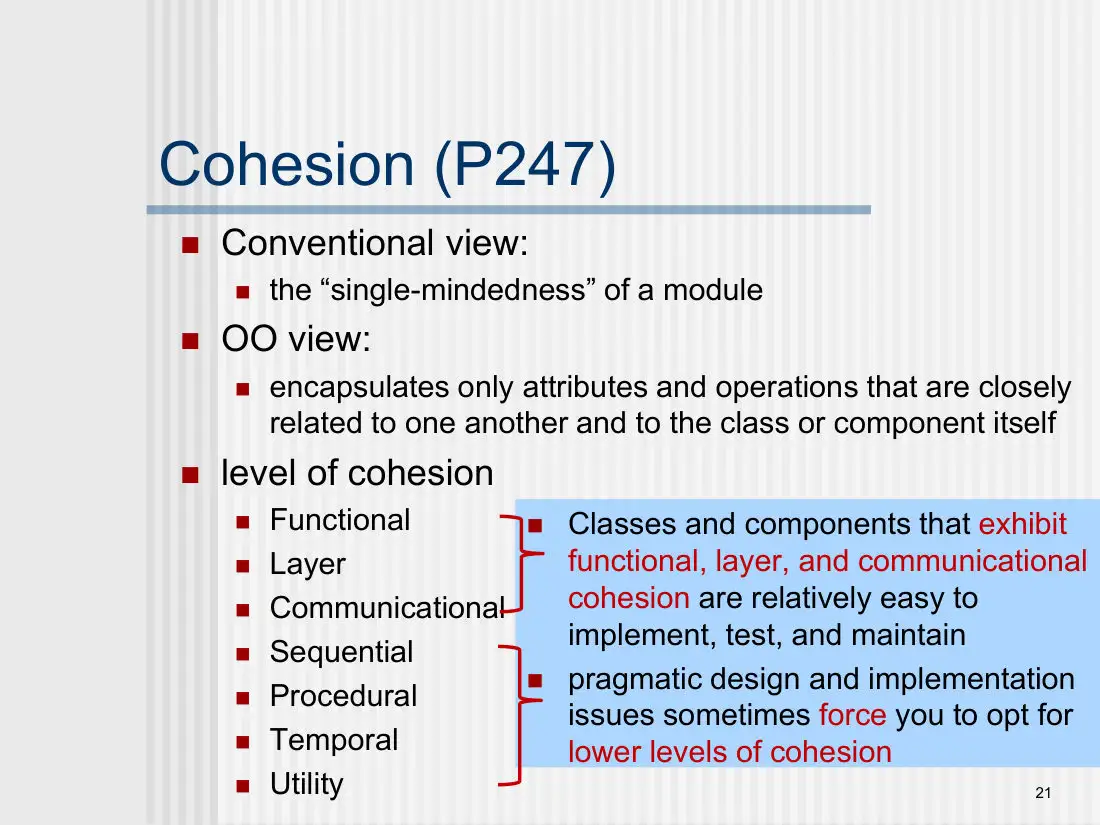 Cohesion (P247)
Conventional view:
the “single-mindedness” of a module
OO view:
encapsulates only attributes and operations that are closely
related to one another and to the class or component itself
level of cohesion
Functional
Layer
Communicational
Sequential
Procedural
Temporal
Utility
Classes and components that exhibit
functional, layer, and communicational
cohesion are relatively easy to
implement, test, and maintain
pragmatic design and implementation
issues sometimes force you to opt for
lower levels of cohesion
21